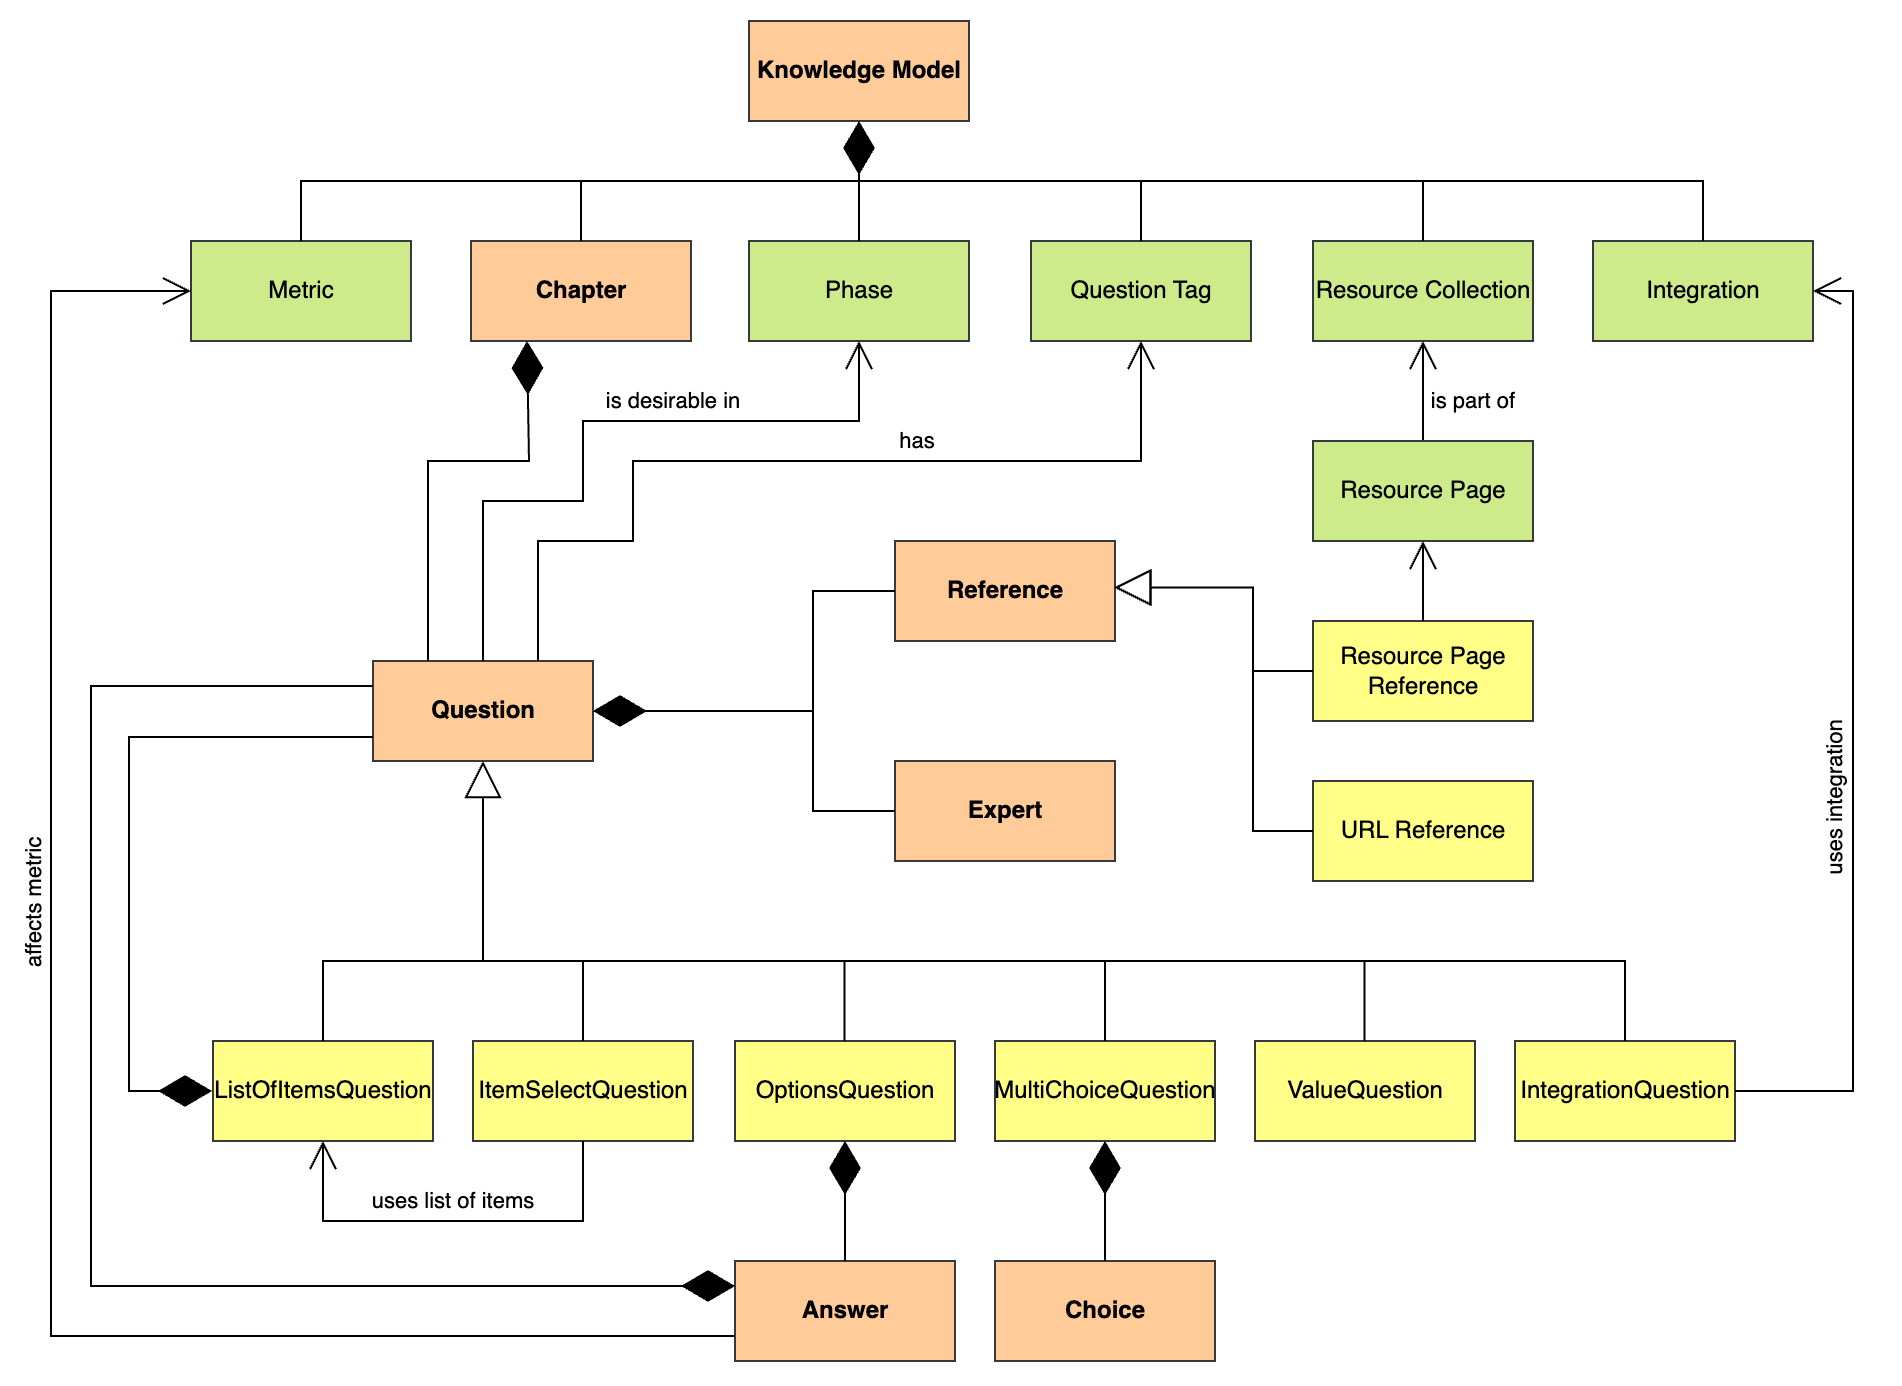 Knowledge Model
Metric
Chapter
Phase
Question Tag
Resource Collection
Integration
is desirable in
is part of
has
Resource Page
Reference
Resource Page
Reference
Question
Expert
URL Reference
uses integration
affects metric
ListOfItemsQuestion
ItemSelectQuestion
OptionsQuestion
MultiChoiceQuestion
ValueQuestion
IntegrationQuestion
uses list of items
Answer
Choice